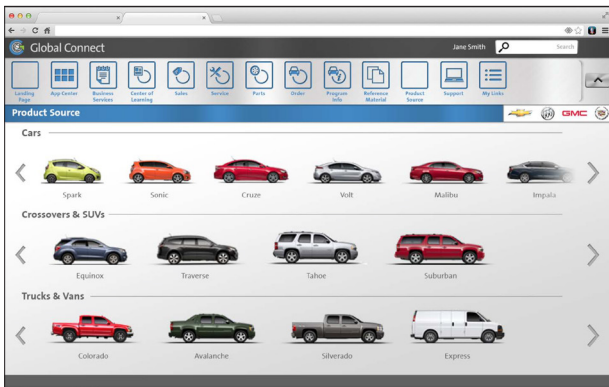 Global Connect
Jane Smith
Search
Landing Page
App Center
Business Services
Center of Learning
Sales
Service
Parts
Order
Program Info
Reference Material
Product Source
Support
My Links
Product Source
GMC
Cars
Spark Sonic Cruze Volt Malibu Impala
Crossovers & SUVs
Equinox Traverse Tahoe Suburban
Trucks & Vans
Colorado Avalanche Silverado Express